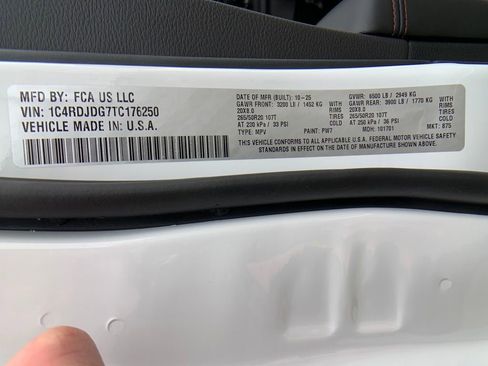 MFD BY: FCA US LLC
VIN: 1C4RDJDG7TC176250
VEHICLE MADE IN: U.S.A.
DATE OF MFR (BUILT): 10-25 GVWR: 6500 LB / 2949 KG
GAWR FRONT: 3200 LB / 1452 KG WITH GAWR REAR: 3900 LB / 1770 KG WITH
20X8.0 RIMS 20X8.0 RIMS
265/50R20 107T TIRES 265/50R20 107T TIRES
AT 230 kPa / 33 PSI COLD AT 250 kPa / 36 PSI COLD
TYPE: MPV PAINT: PW7 MDH: 101701 MKT: 875
THIS VEHICLE CONFORMS TO ALL APPLICABLE U.S.A. FEDERAL MOTOR VEHICLE SAFETY
STANDARDS IN EFFECT ON THE DATE OF MANUFACTURE SHOWN ABOVE.